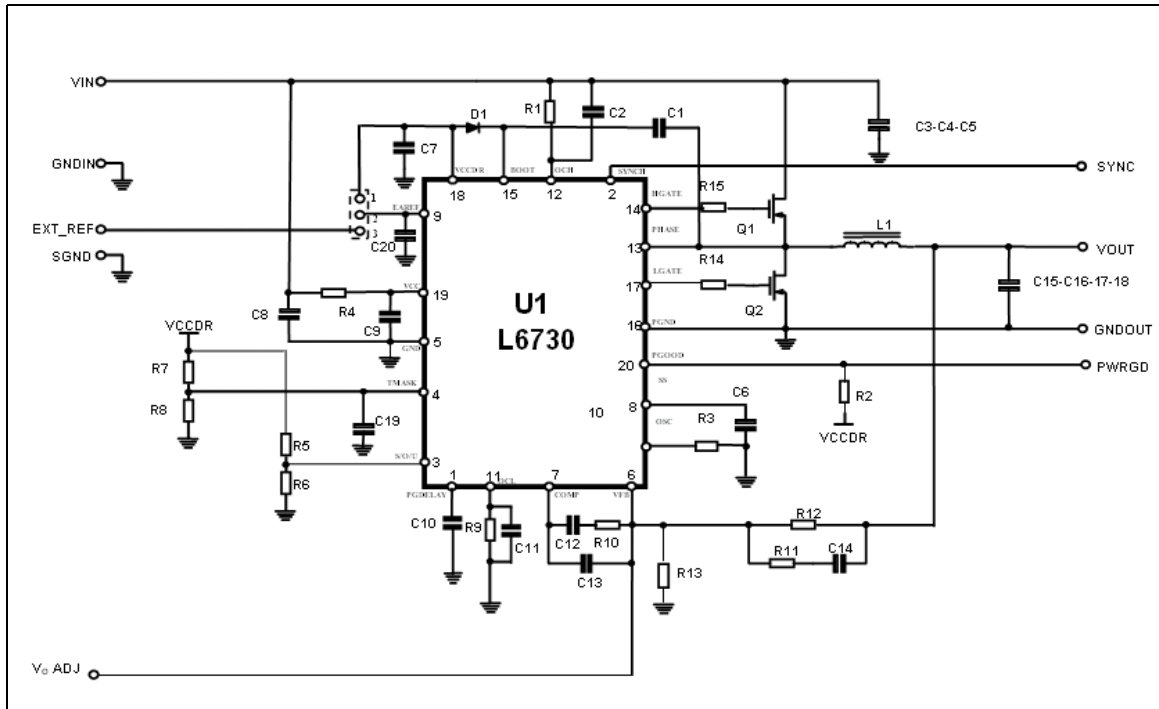 VIN
R1
C2
C1
D1
C3-C4-C5
C7
GNDIN
VCCDR
BOOT
OCH
SYNCH
SYNC
18
15
12
2
1
2
3
EAREF
9
HGATE
14
R15
Q1
EXT_REF
C20
PHASE
13
L1
VOUT
SGND
R14
LGATE
17
C15-C16-17-18
VCC
19
R4
C8
C9
U1
L6730
Q2
VCCDR
GND
5
PGND
16
GNDOUT
R7
PGOOD
20
PWRGD
TMASK
4
SS
R2
R8
C19
10
8
C6
OSC
R3
VCCDR
R5
S/O/U
3
R6
1
11
7
6
PGDELAY
OCL
COMP
VFB
C10
R9
C11
C12
R10
R12
C13
R13
R11
C14
Vo ADJ